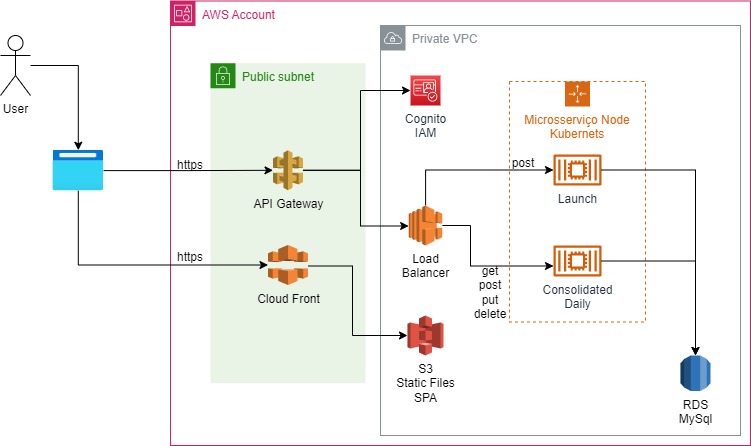 AWS Account
Private VPC
Public subnet
User
Cognito
IAM
Microsserviço Node
Kubernets
https
post
API Gateway
Launch
https
Load
Balancer
get
post
put
delete
Cloud Front
Consolidated
Daily
S3
Static Files
SPA
RDS
MySql